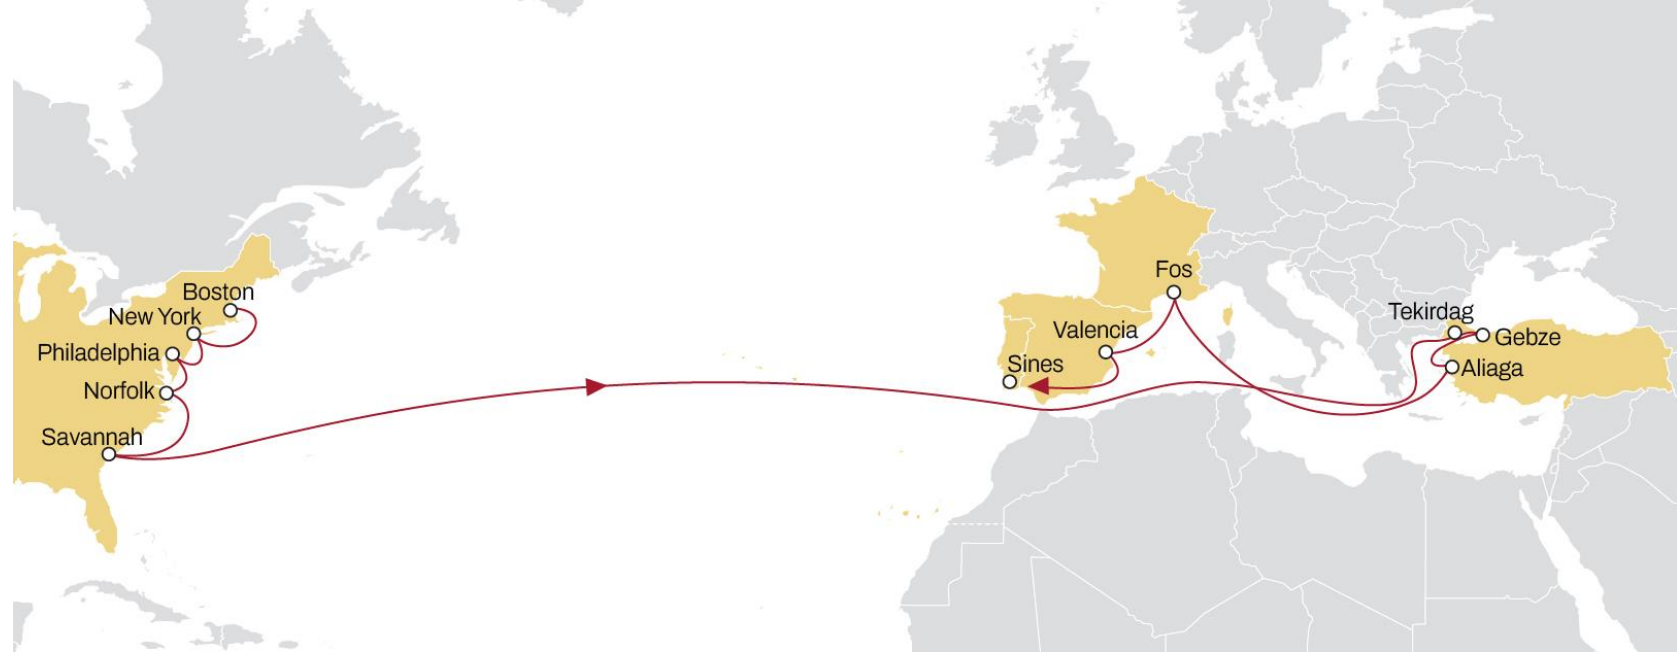 Boston
New York
Philadelphia
Norfolk
Savannah
Fos
Valencia
Sines
Tekirdag
Gebze
Aliaga